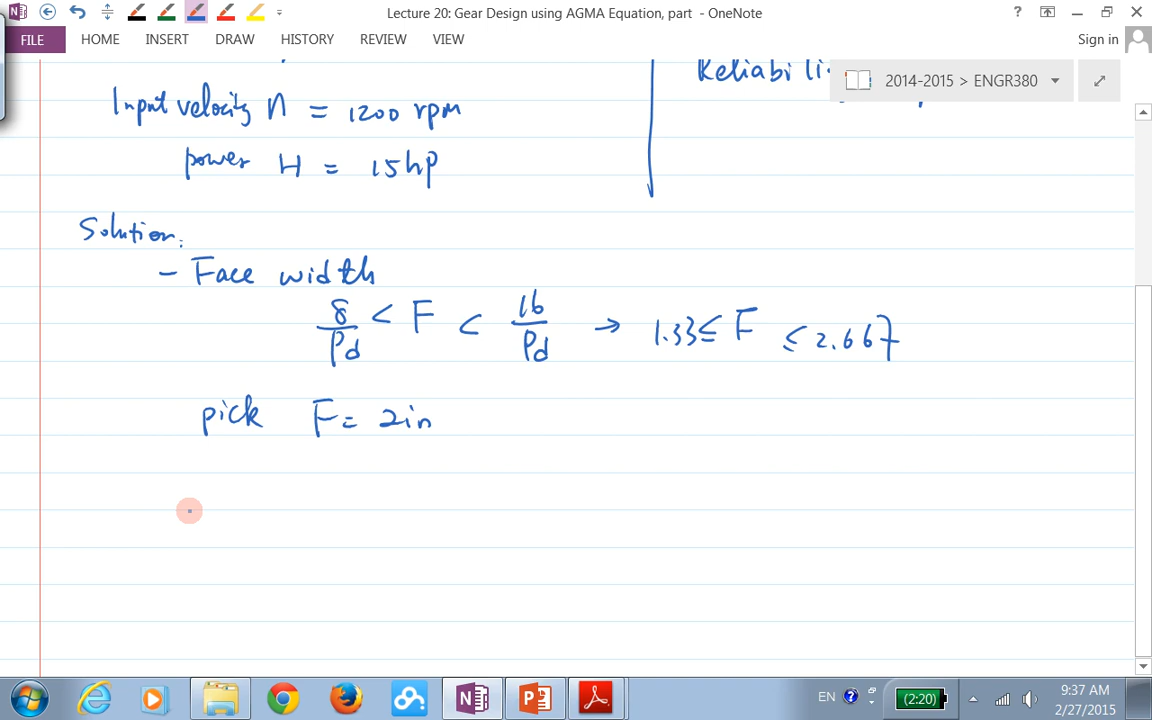 Lecture 20: Gear Design using AGMA Equation, part - OneNote
FILE HOME INSERT DRAW HISTORY REVIEW VIEW Sign in
2014-2015 > ENGR380
Input velocity n = 1200 rpm
power H = 15hp
Solution:
- Face width
8/Pd < F < 16/Pd → 1.33 ≤ F ≤ 2.667
pick F = 2in
EN (2:20) 9:37 AM
2/27/2015